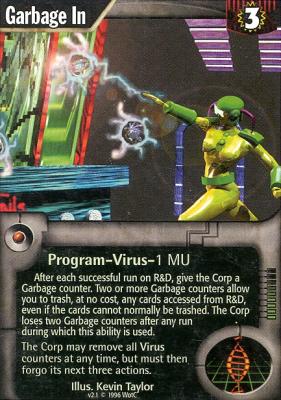 Garbage In
3
Program-Virus-1 MU
After each successful run on R&D, give the Corp a
Garbage counter. Two or more Garbage counters allow
you to trash, at no cost, any cards accessed from R&D,
even if the cards cannot normally be trashed. The Corp
loses two Garbage counters after any run
during which this ability is used.
The Corp may remove all Virus
counters at any time, but must then
forgo its next three actions.
Illus. Kevin Taylor
v2.1 © 1996 WotC